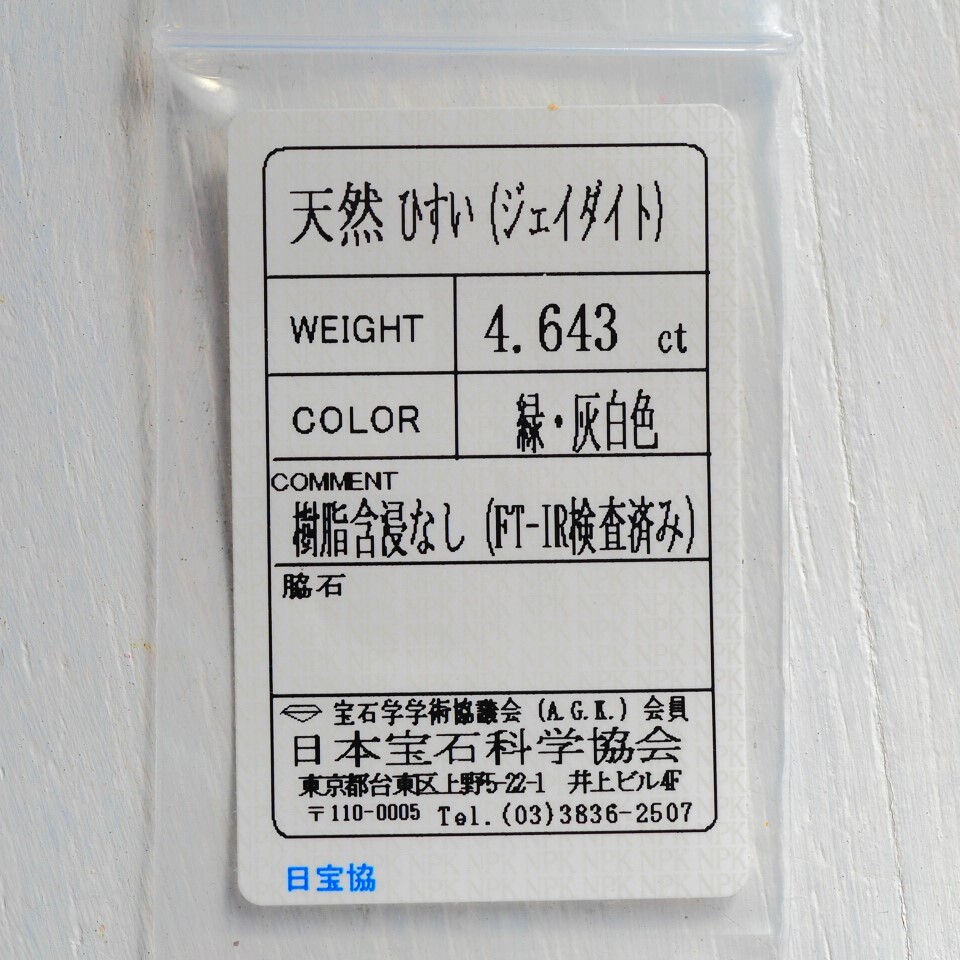 天然 ひすい (ジェイダイト)
WEIGHT 4.643 ct
COLOR 緑・灰白色
COMMENT
樹脂含浸なし (FT-IR検査済み)
脇石
宝石学学術協議会 (A.G.K.) 会員
日本宝石科学協会
東京都台東区上野5-22-1 井上ビル4F
〒110-0005 Tel.(03)3836-2507
日宝協